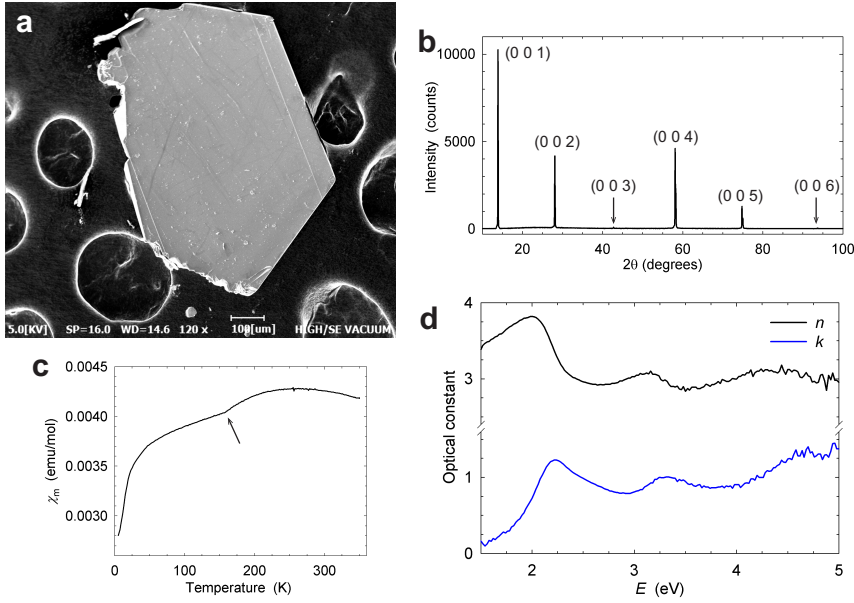 a
5.0[KV] SP=16.0 WD=14.6 120 x 100[um] HIGH/SE VACUUM
b
10000
5000
0
Intensity (counts)
(0 0 1)
(0 0 2)
(0 0 3)
(0 0 4)
(0 0 5)
(0 0 6)
20 40 60 80 100
2θ (degrees)
c
0.0045
0.0040
0.0035
0.0030
χm (emu/mol)
0 100 200 300
Temperature (K)
d
4
3
1
0
Optical constant
n
k
2 3 4 5
E (eV)